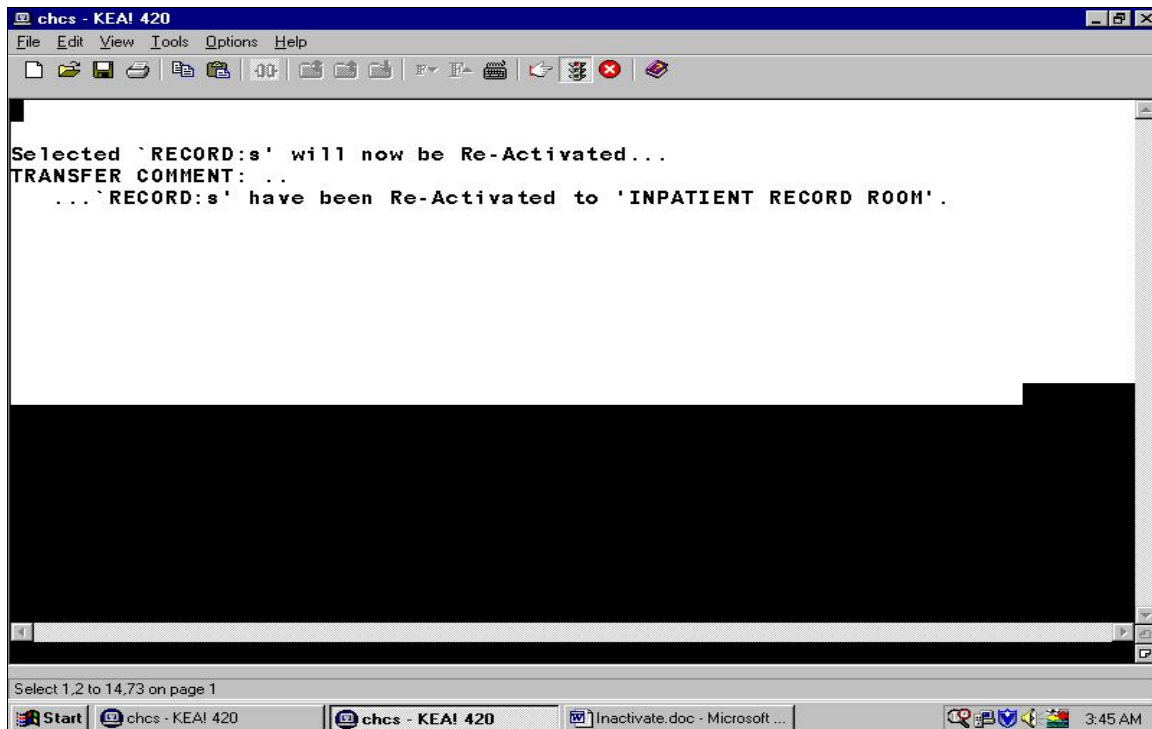 chcs - KEA! 420
File Edit View Tools Options Help
Selected `RECORD:s' will now be Re-Activated...
TRANSFER COMMENT: ..
...`RECORD:s' have been Re-Activated to 'INPATIENT RECORD ROOM'.
Select 1,2 to 14,73 on page 1
Start chcs - KEA! 420 chcs - KEA! 420 Inactivate.doc - Microsoft ... 3:45 AM